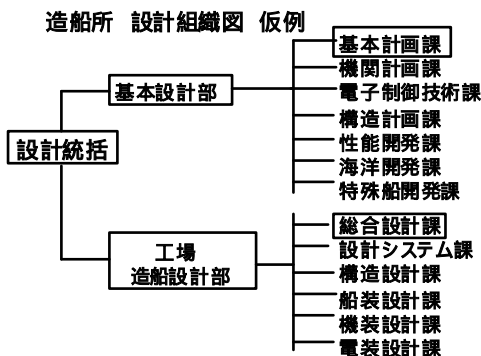 造船所 設計組織図 仮例
設計統括
基本設計部
基本計画課
機関計画課
電子制御技術課
構造計画課
性能開発課
海洋開発課
特殊船開発課
工場
造船設計部
総合設計課
設計システム課
構造設計課
船装設計課
機装設計課
電装設計課